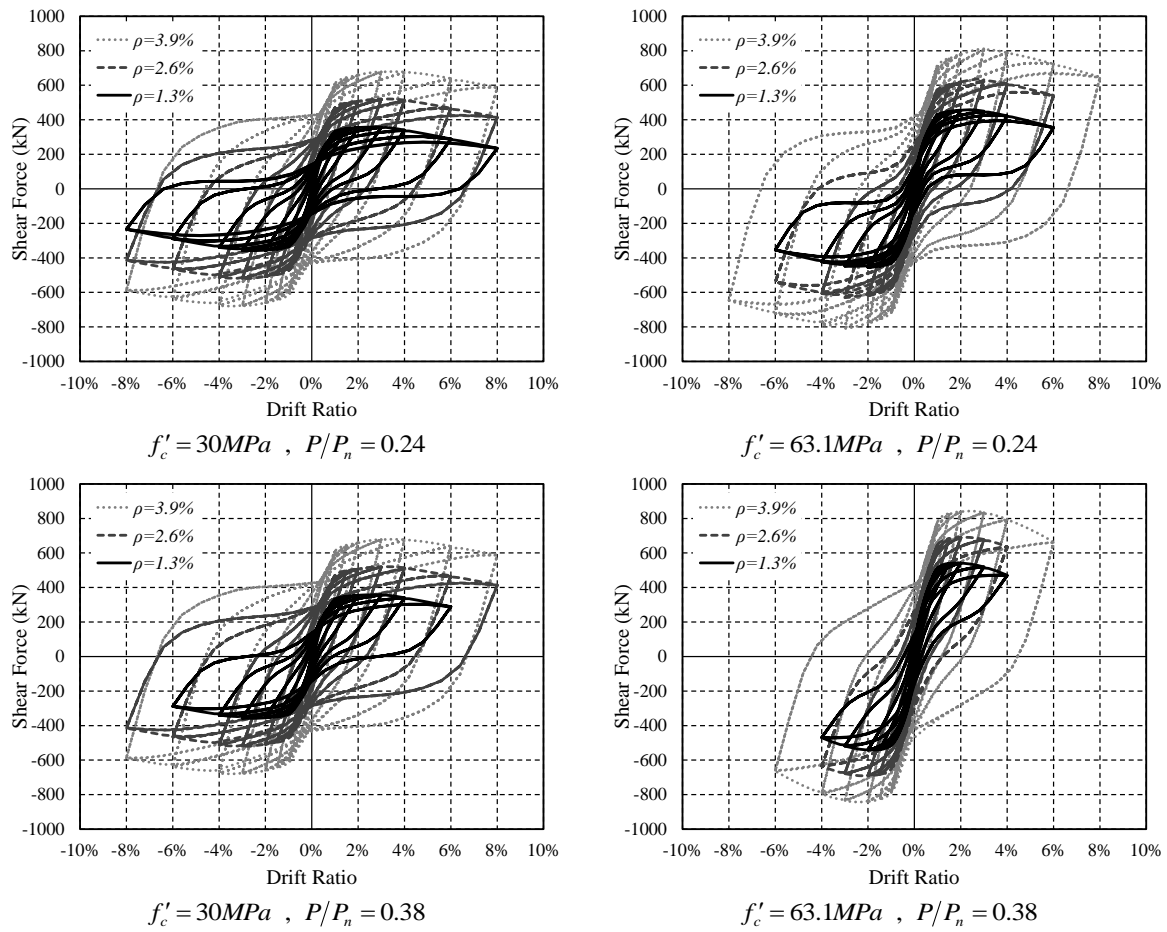 1000
800
600
400
200
0
-200
-400
-600
-800
-1000
Shear Force (kN)
ρ=3.9%
ρ=2.6%
ρ=1.3%
-10% -8% -6% -4% -2% 0% 2% 4% 6% 8% 10%
Drift Ratio
f′c = 30MPa , P/Pn = 0.24
1000
800
600
400
200
0
-200
-400
-600
-800
-1000
Shear Force (kN)
ρ=3.9%
ρ=2.6%
ρ=1.3%
-10% -8% -6% -4% -2% 0% 2% 4% 6% 8% 10%
Drift Ratio
f′c = 63.1MPa , P/Pn = 0.24
1000
800
600
400
200
0
-200
-400
-600
-800
-1000
Shear Force (kN)
ρ=3.9%
ρ=2.6%
ρ=1.3%
-10% -8% -6% -4% -2% 0% 2% 4% 6% 8% 10%
Drift Ratio
f′c = 30MPa , P/Pn = 0.38
1000
800
600
400
200
0
-200
-400
-600
-800
-1000
Shear Force (kN)
ρ=3.9%
ρ=2.6%
ρ=1.3%
-10% -8% -6% -4% -2% 0% 2% 4% 6% 8% 10%
Drift Ratio
f′c = 63.1MPa , P/Pn = 0.38